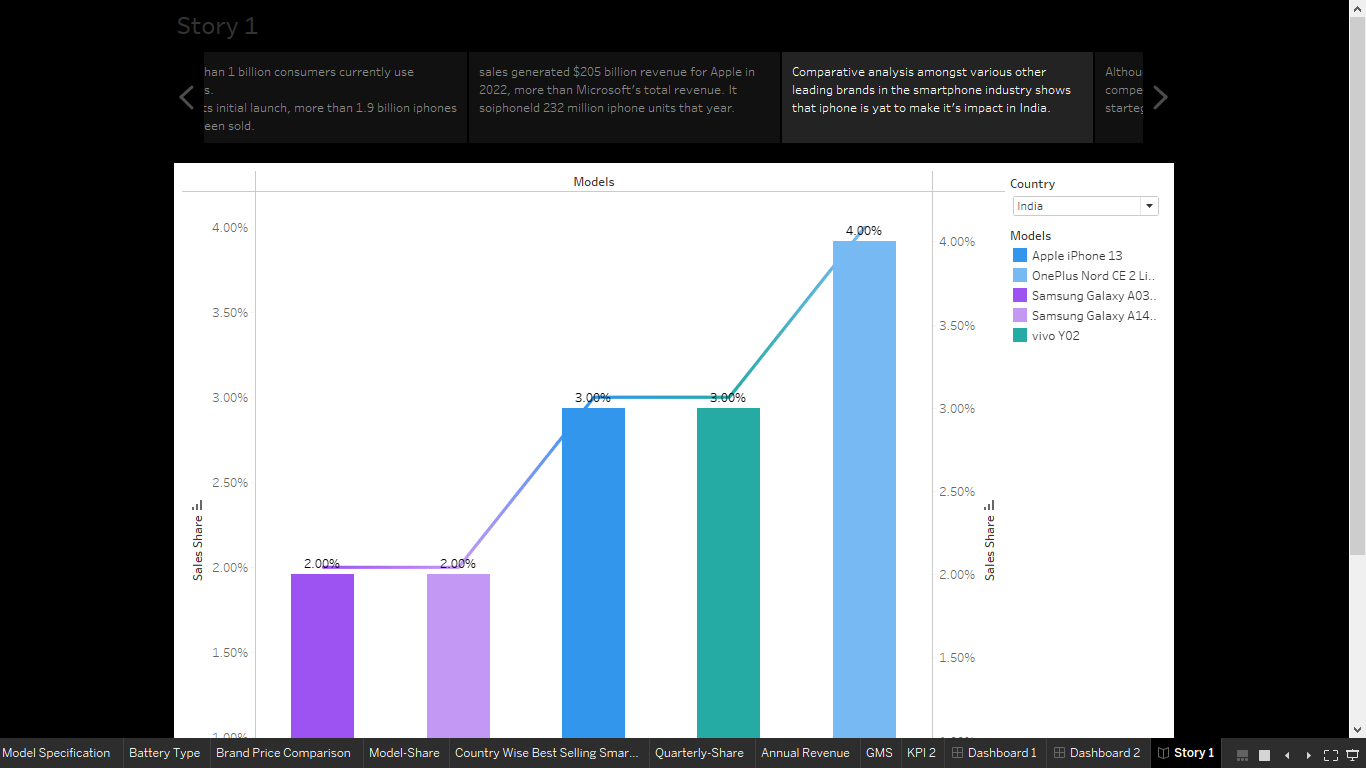 Story 1
han 1 billion consumers currently use
s.
ts initial launch, more than 1.9 billion iphones
een sold.
sales generated $205 billion revenue for Apple in
2022, more than Microsoft's total revenue. It
soiphoneld 232 million iphone units that year.
Comparative analysis amongst various other
leading brands in the smartphone industry shows
that iphone is yet to make it's impact in India.
Althou
compe
starteg
Models
4.00%
3.50%
3.00%
2.50%
2.00%
1.50%
1.00%
Sales Share
2.00%
2.00%
3.00%
3.00%
4.00%
4.00%
3.50%
3.00%
2.50%
2.00%
1.50%
Sales Share
Country
India
Models
Apple iPhone 13
OnePlus Nord CE 2 Li..
Samsung Galaxy A03..
Samsung Galaxy A14..
vivo Y02
Model Specification
Battery Type
Brand Price Comparison
Model-Share
Country Wise Best Selling Smar...
Quarterly-Share
Annual Revenue
GMS
KPI 2
Dashboard 1
Dashboard 2
Story 1